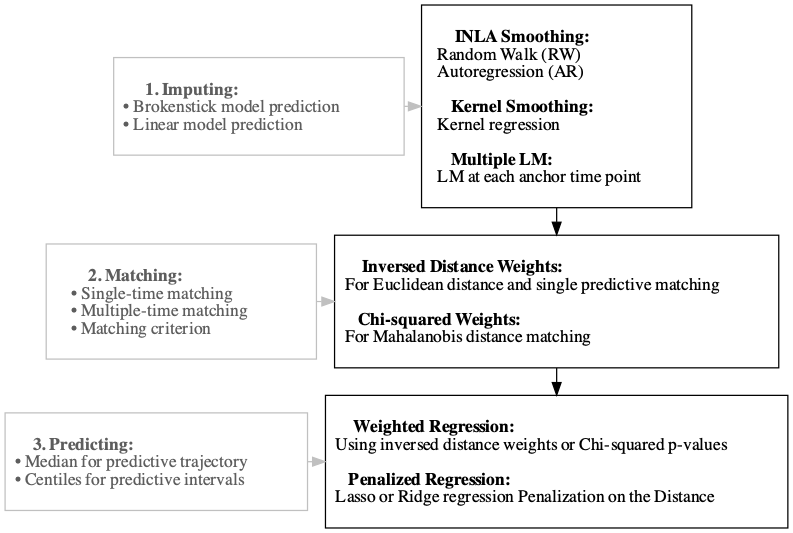 1. Imputing:
• Brokenstick model prediction
• Linear model prediction
INLA Smoothing:
Random Walk (RW)
Autoregression (AR)
Kernel Smoothing:
Kernel regression
Multiple LM:
LM at each anchor time point
2. Matching:
• Single-time matching
• Multiple-time matching
• Matching criterion
Inversed Distance Weights:
For Euclidean distance and single predictive matching
Chi-squared Weights:
For Mahalanobis distance matching
3. Predicting:
• Median for predictive trajectory
• Centiles for predictive intervals
Weighted Regression:
Using inversed distance weights or Chi-squared p-values
Penalized Regression:
Lasso or Ridge regression Penalization on the Distance